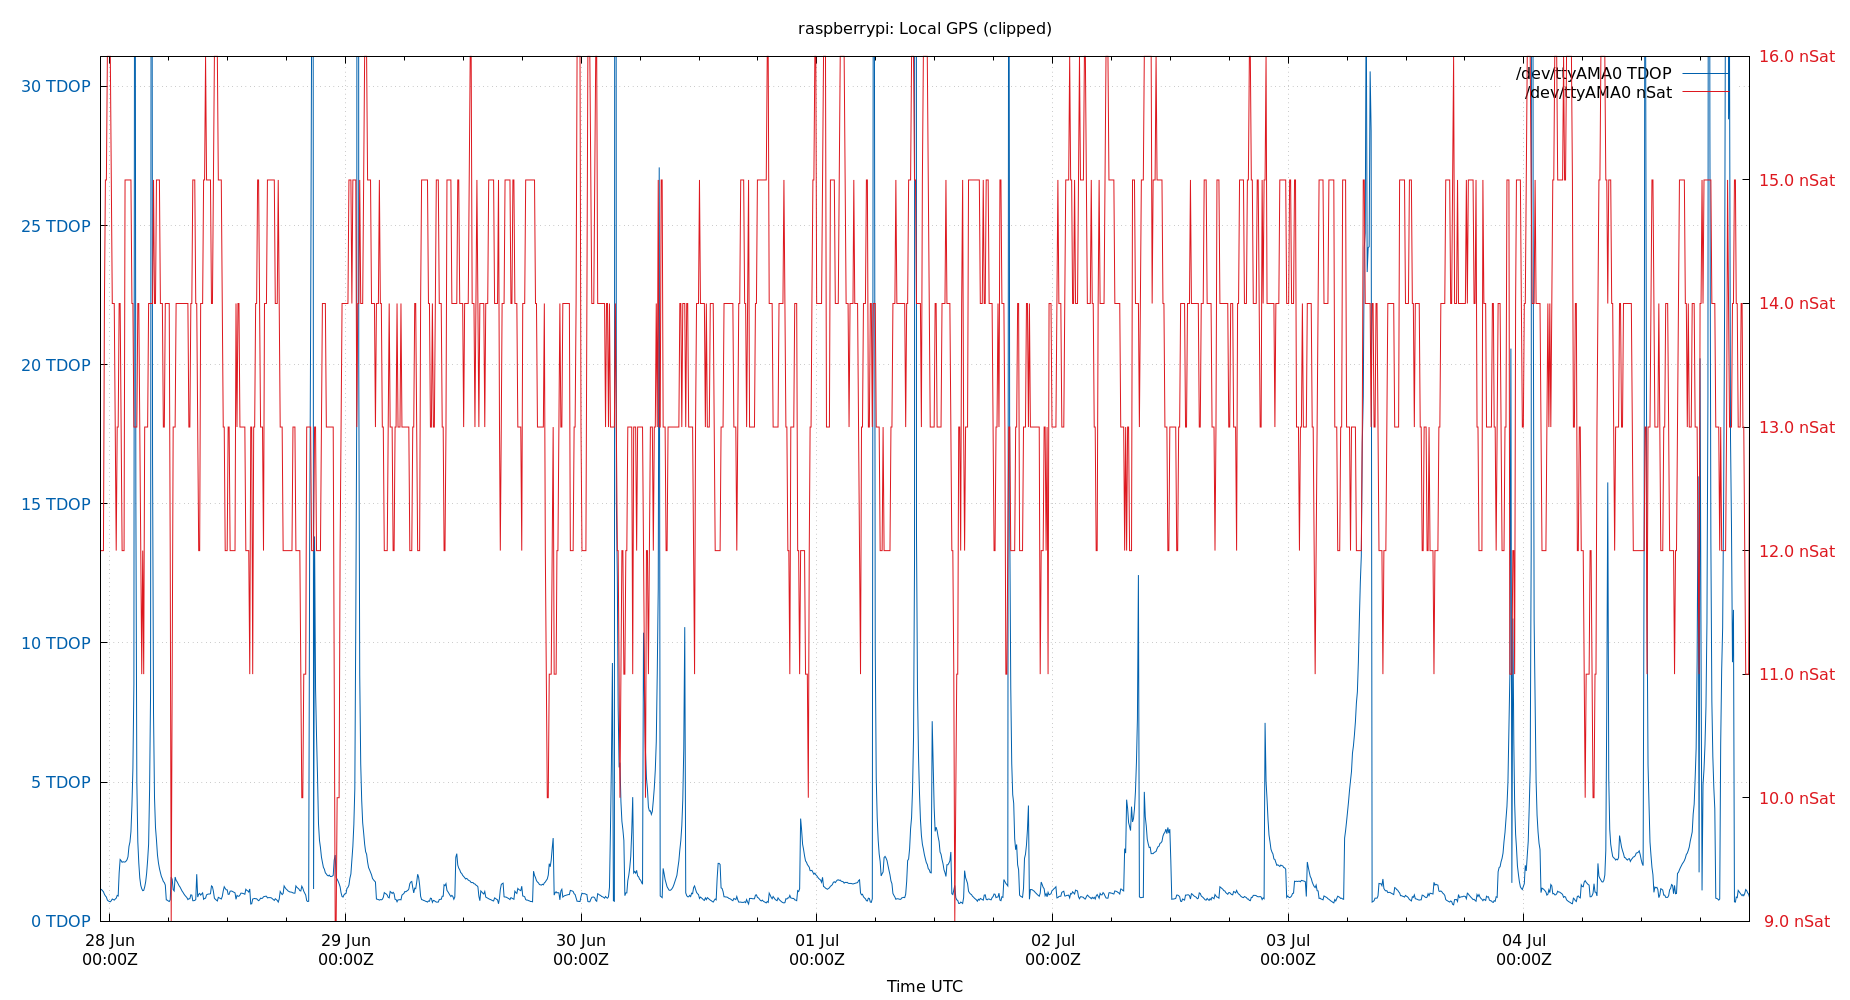 raspberrypi: Local GPS (clipped)
/dev/ttyAMA0 TDOP
/dev/ttyAMA0 nSat
30 TDOP
25 TDOP
20 TDOP
15 TDOP
10 TDOP
5 TDOP
0 TDOP
16.0 nSat
15.0 nSat
14.0 nSat
13.0 nSat
12.0 nSat
11.0 nSat
10.0 nSat
9.0 nSat
28 Jun 29 Jun 30 Jun 01 Jul 02 Jul 03 Jul 04 Jul
00:00Z 00:00Z 00:00Z 00:00Z 00:00Z 00:00Z 00:00Z
Time UTC